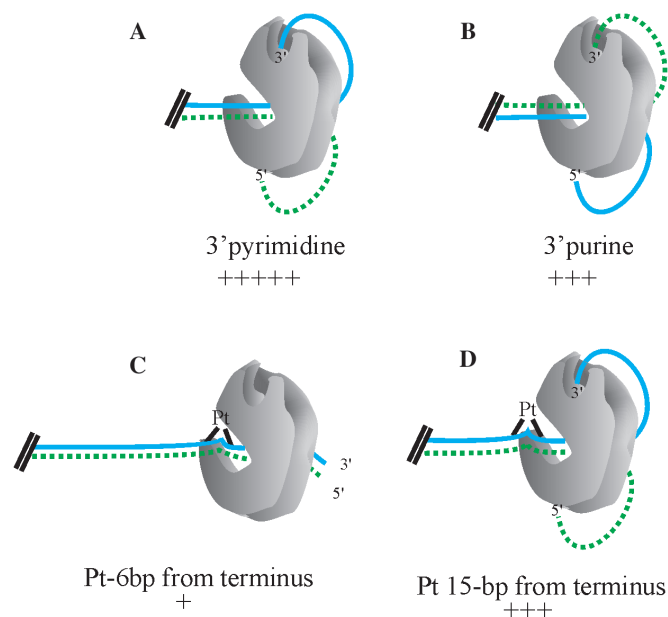 A
3'
5'
3’pyrimidine
+++++
B
3'
5'
3’purine
+++
C
Pt
3'
5'
Pt-6bp from terminus
+
D
3'
Pt
5'
Pt 15-bp from terminus
+++